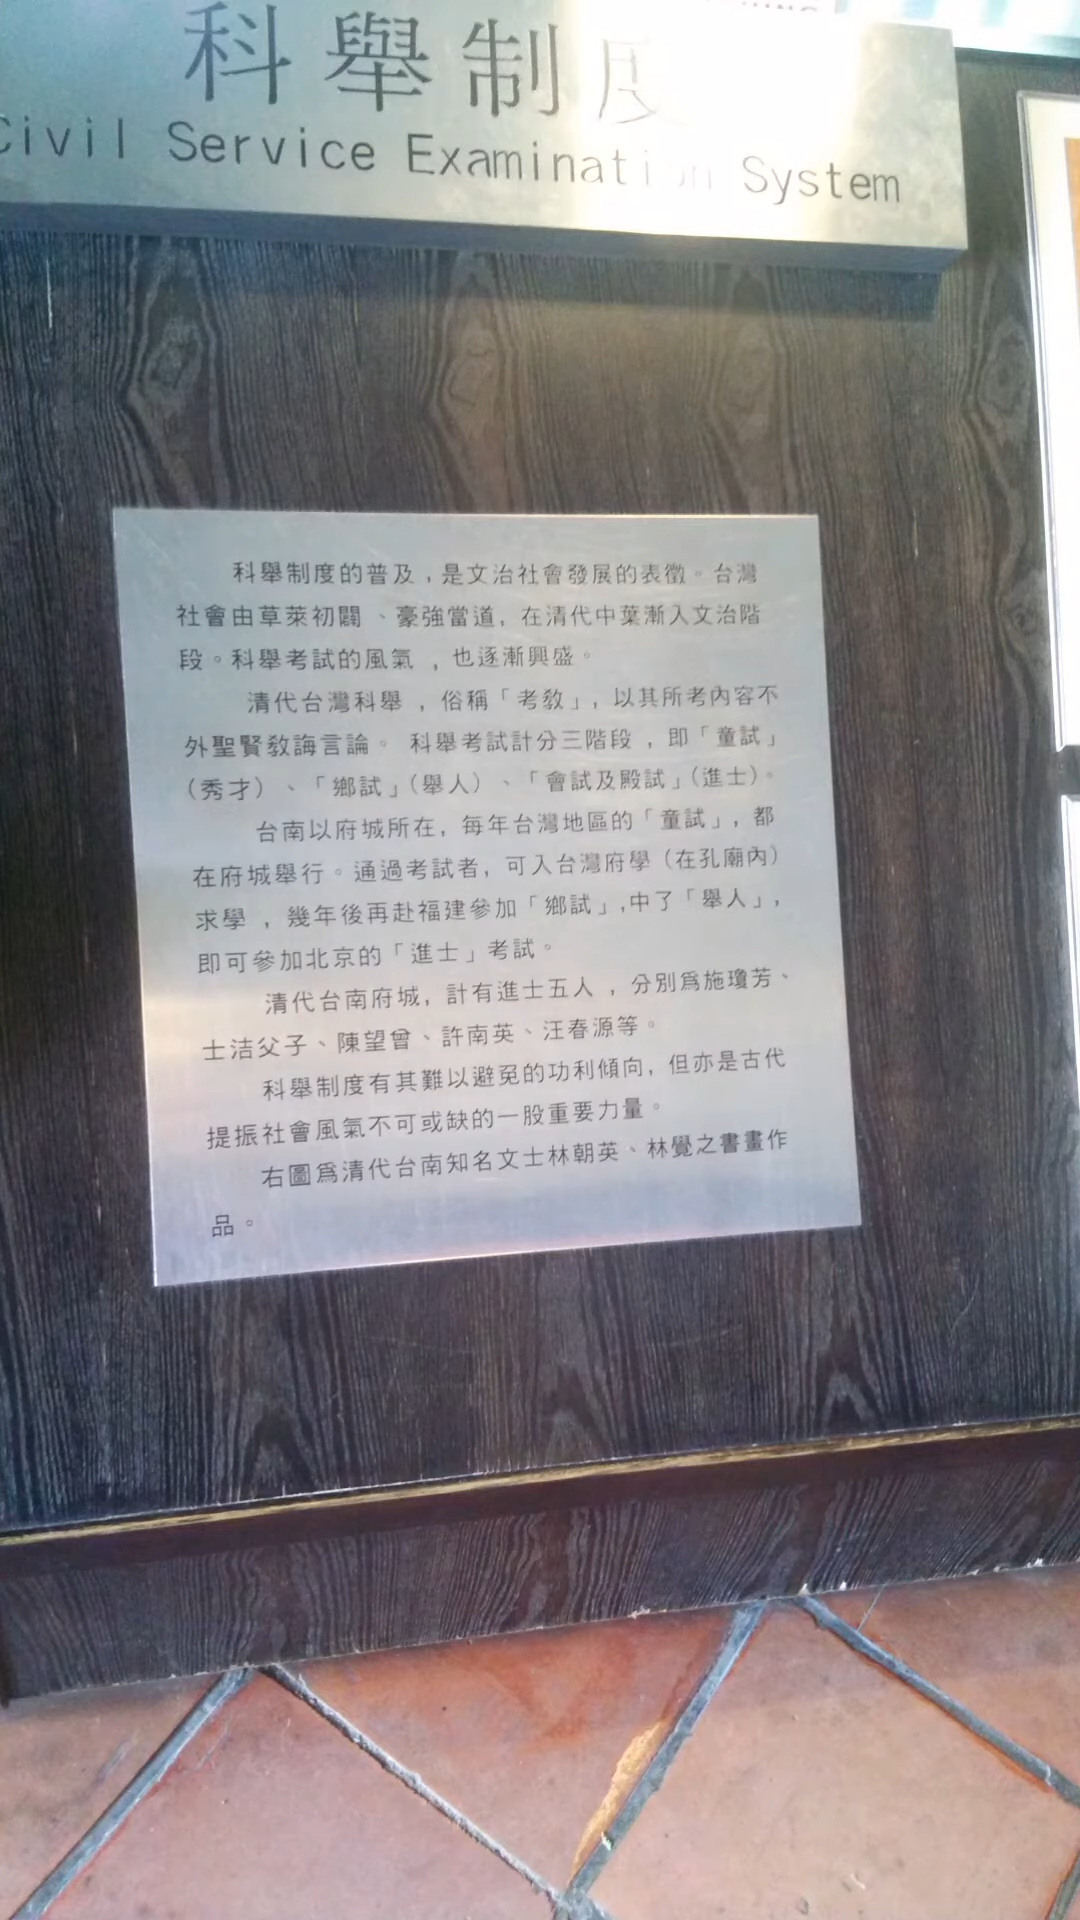 科舉制度
Civil Service Examination System
科舉制度的普及，是文治社會發展的表徵。台灣
社會由草萊初闢、豪強當道，在清代中葉漸入文治階
段。科舉考試的風氣，也逐漸興盛。
清代台灣科舉，俗稱「考教」，以其所考內容不
外聖賢教誨言論。科舉考試計分三階段，即「童試」
（秀才）、「鄉試」（舉人）、「會試及殿試」（進士）。
台南以府城所在，每年台灣地區的「童試」，都
在府城舉行。通過考試者，可入台灣府學（在孔廟內）
求學，幾年後再赴福建參加「鄉試」，中了「舉人」，
即可參加北京的「進士」考試。
清代台南府城，計有進士五人，分別為施瓊芳、
士洁父子、陳望曾、許南英、汪春源等。
科舉制度有其難以避免的功利傾向，但亦是古代
提振社會風氣不可或缺的一股重要力量。
右圖為清代台南知名文士林朝英、林覺之書畫作
品。